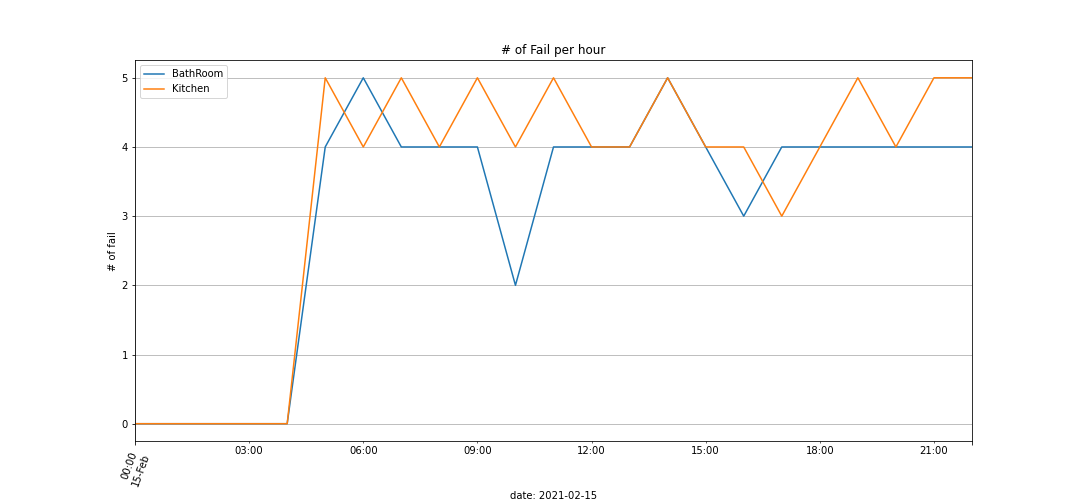 # of Fail per hour
BathRoom
Kitchen
# of fail
5
4
3
2
1
0
00:00
15-Feb
03:00
06:00
09:00
12:00
15:00
18:00
21:00
date: 2021-02-15